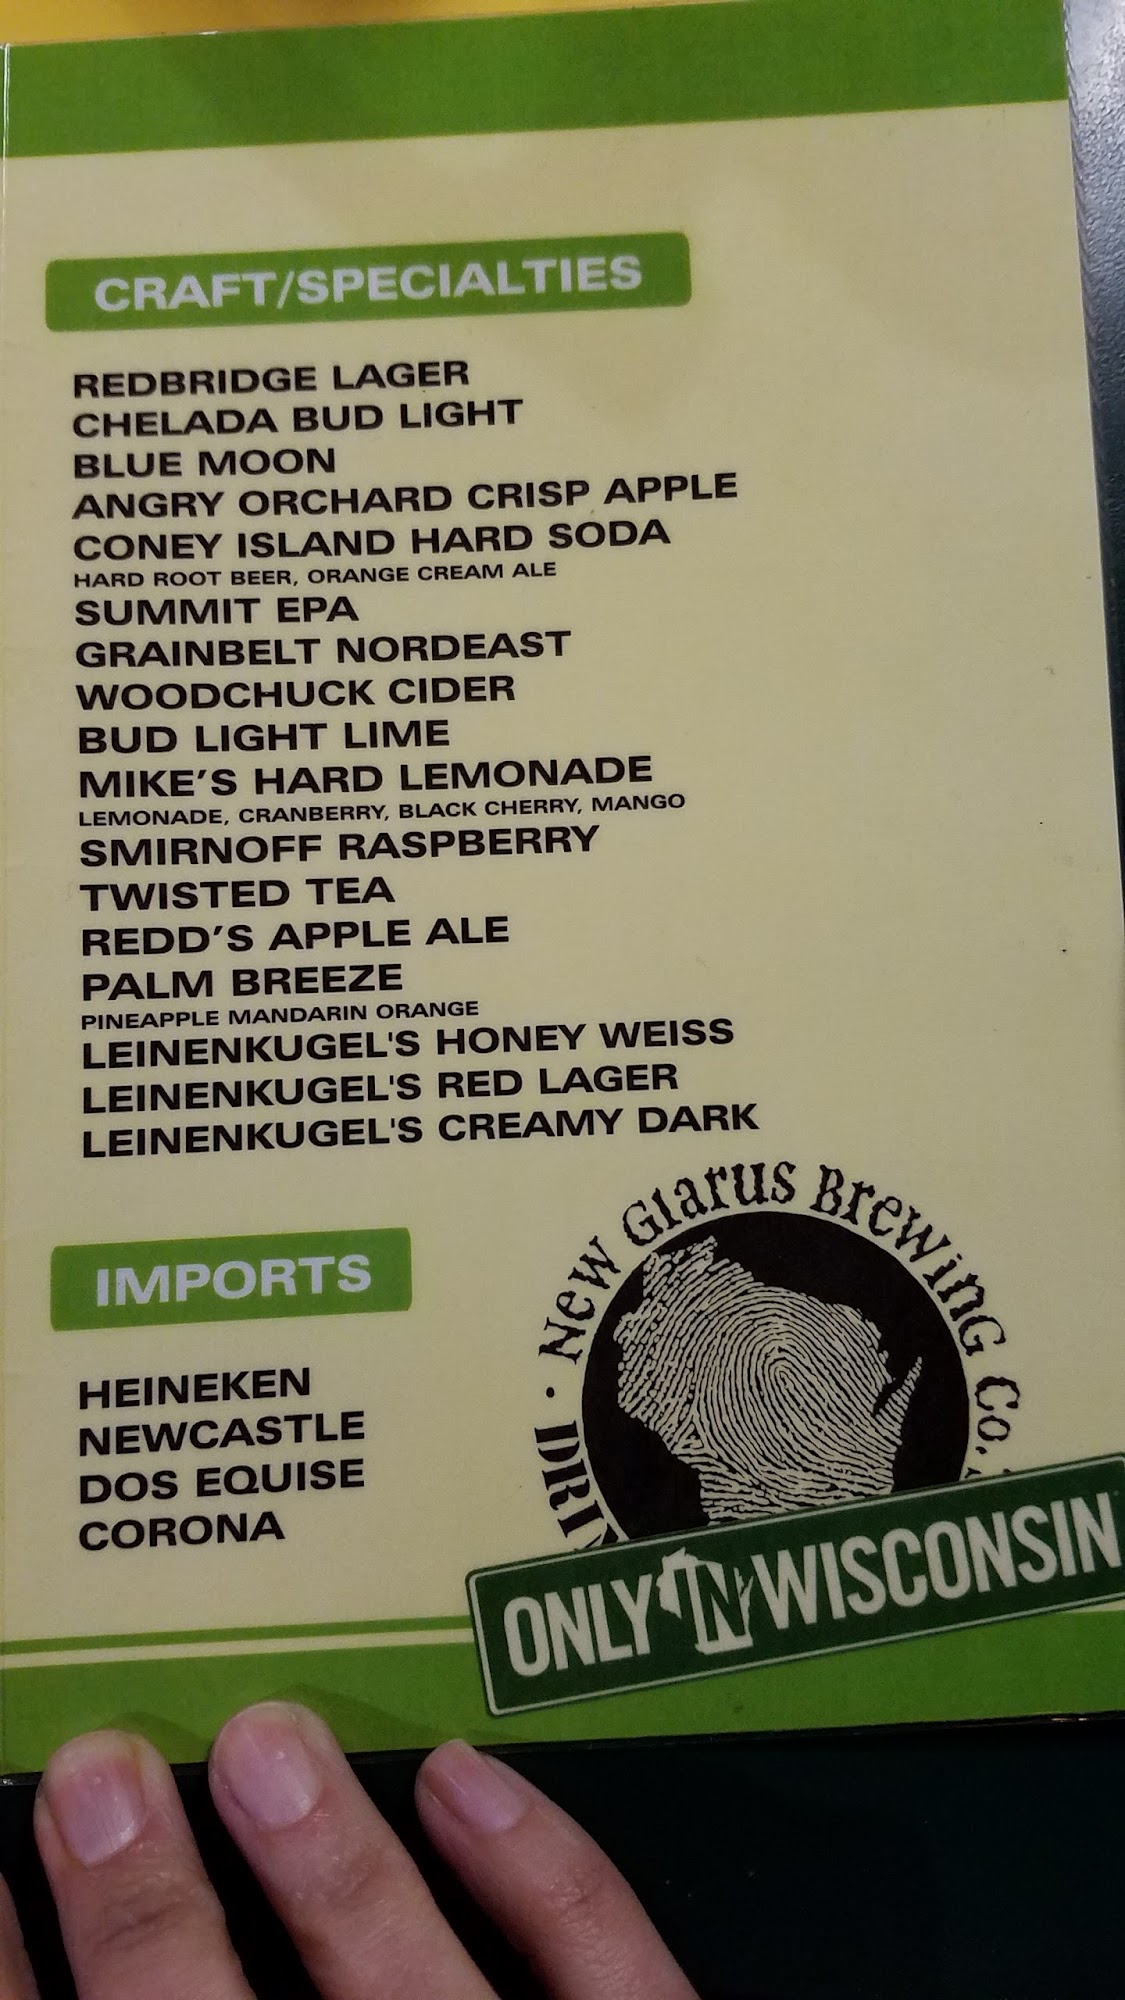 CRAFT/SPECIALTIES
REDBRIDGE LAGER
CHELADA BUD LIGHT
BLUE MOON
ANGRY ORCHARD CRISP APPLE
CONEY ISLAND HARD SODA
HARD ROOT BEER, ORANGE CREAM ALE
SUMMIT EPA
GRAINBELT NORDEAST
WOODCHUCK CIDER
BUD LIGHT LIME
MIKE'S HARD LEMONADE
LEMONADE, CRANBERRY, BLACK CHERRY, MANGO
SMIRNOFF RASPBERRY
TWISTED TEA
REDD'S APPLE ALE
PALM BREEZE
PINEAPPLE MANDARIN ORANGE
LEINENKUGEL'S HONEY WEISS
LEINENKUGEL'S RED LAGER
LEINENKUGEL'S CREAMY DARK
IMPORTS
HEINEKEN
NEWCASTLE
DOS EQUISE
CORONA
New Glarus Brewing Co.
ONLY IN WISCONSIN